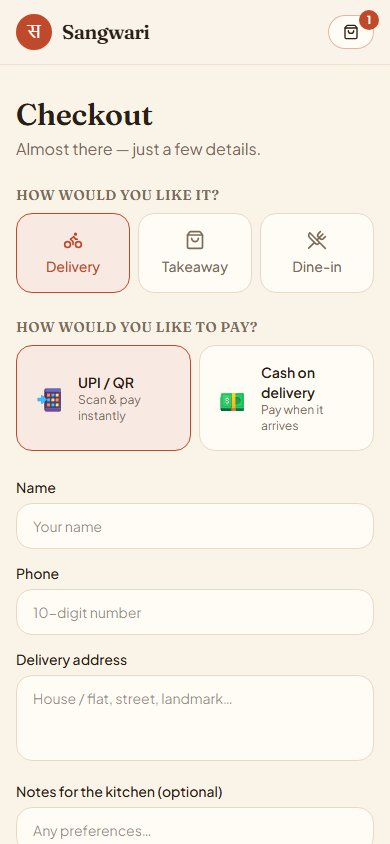 स Sangwari 1
Checkout
Almost there — just a few details.
HOW WOULD YOU LIKE IT?
Delivery Takeaway Dine-in
HOW WOULD YOU LIKE TO PAY?
UPI / QR
Scan & pay
instantly
Cash on
delivery
Pay when it
arrives
Name
Your name
Phone
10-digit number
Delivery address
House / flat, street, landmark…
Notes for the kitchen (optional)
Any preferences…